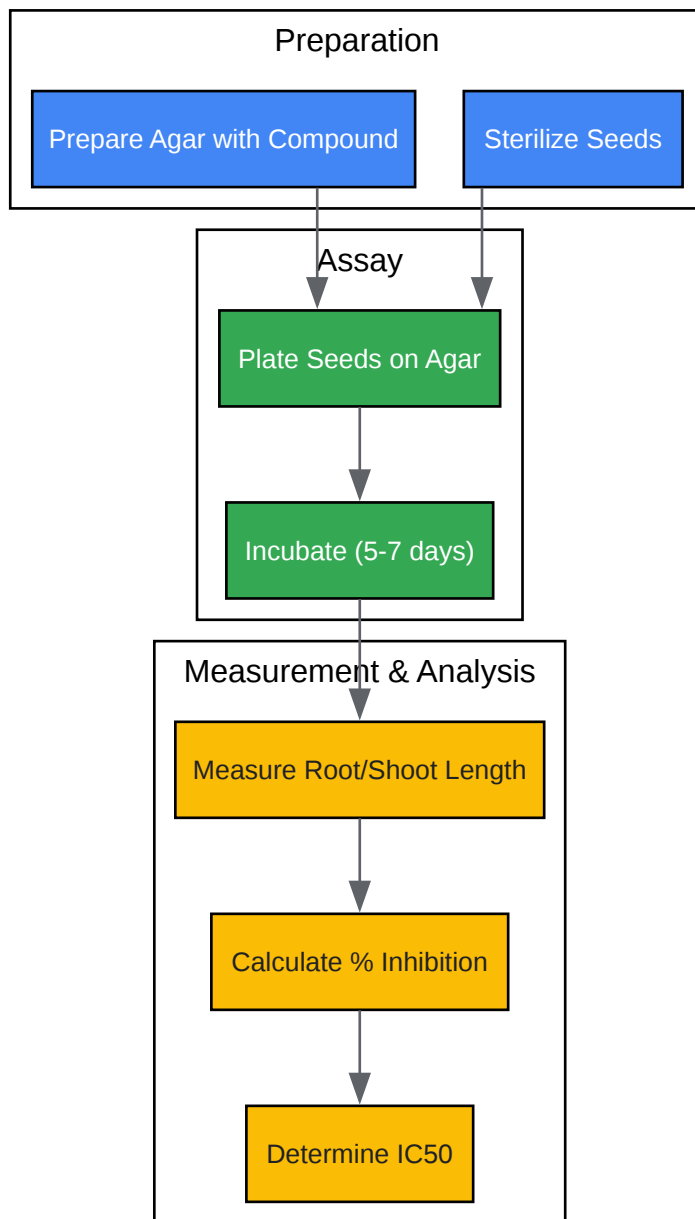 Preparation
Prepare Agar with Compound
Sterilize Seeds
Assay
Plate Seeds on Agar
Incubate (5-7 days)
Measurement & Analysis
Measure Root/Shoot Length
Calculate % Inhibition
Determine IC50